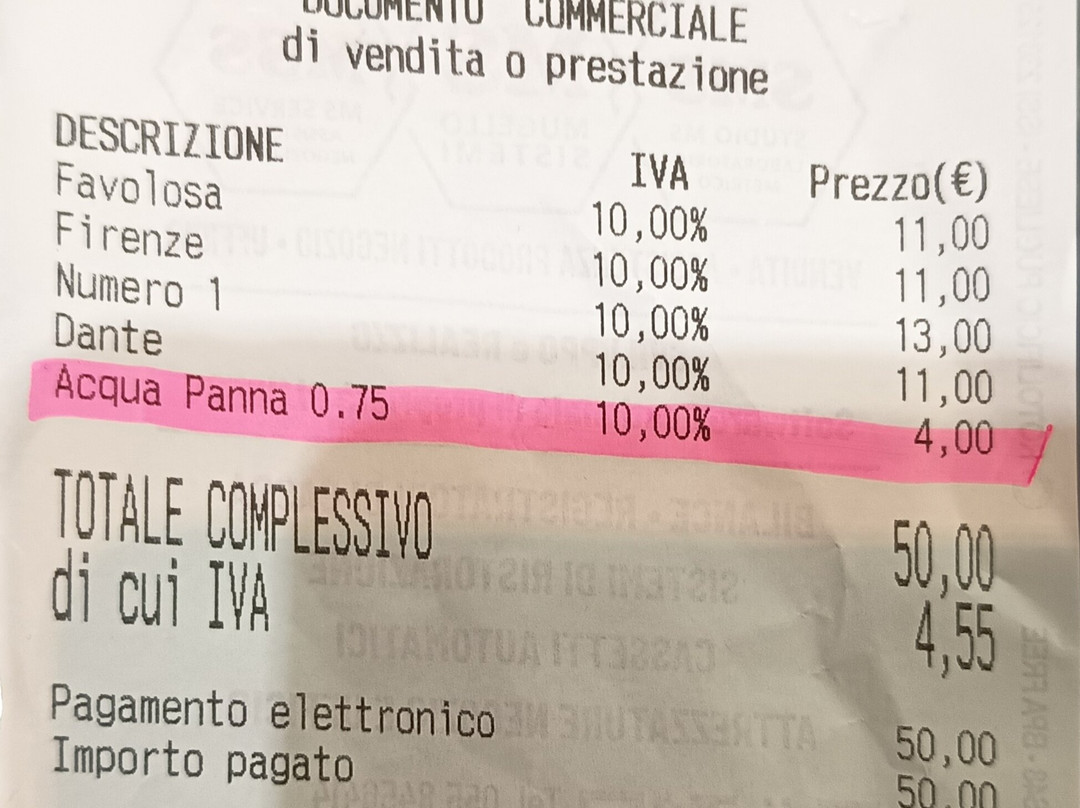 DOCUMENTO COMMERCIALE
di vendita o prestazione
DESCRIZIONE IVA Prezzo(€)
Favolosa 10,00% 11,00
Firenze 10,00% 11,00
Numero 1 10,00% 13,00
Dante 10,00% 11,00
Acqua Panna 0.75 10,00% 4,00
TOTALE COMPLESSIVO 50,00
di cui IVA 4,55
Pagamento elettronico 50,00
Importo pagato 50,00